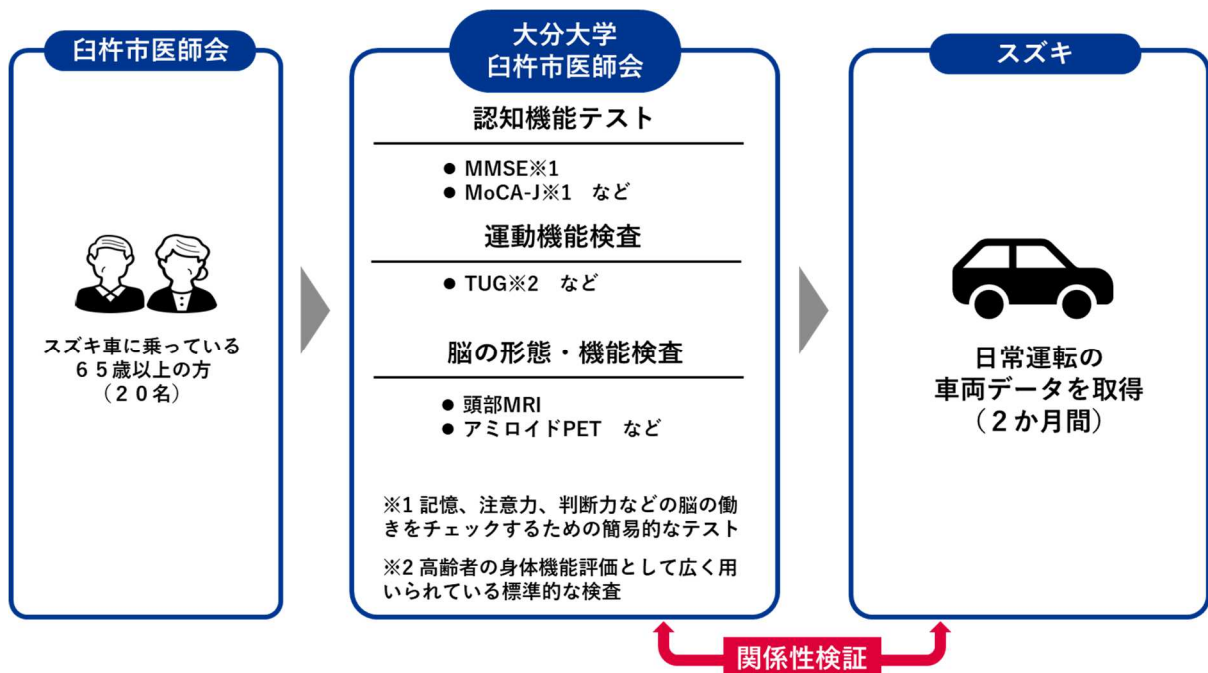 臼杵市医師会
スズキ車に乗っている
６５歳以上の方
（２０名）
大分大学
臼杵市医師会
認知機能テスト
● MMSE※1
● MoCA-J※1　など
運動機能検査
● TUG※2　など
脳の形態・機能検査
● 頭部MRI
● アミロイドPET　など
※1 記憶、注意力、判断力などの脳の働
きをチェックするための簡易的なテスト
※2 高齢者の身体機能評価として広く用
いられている標準的な検査
スズキ
日常運転の
車両データを取得
（２か月間）
関係性検証